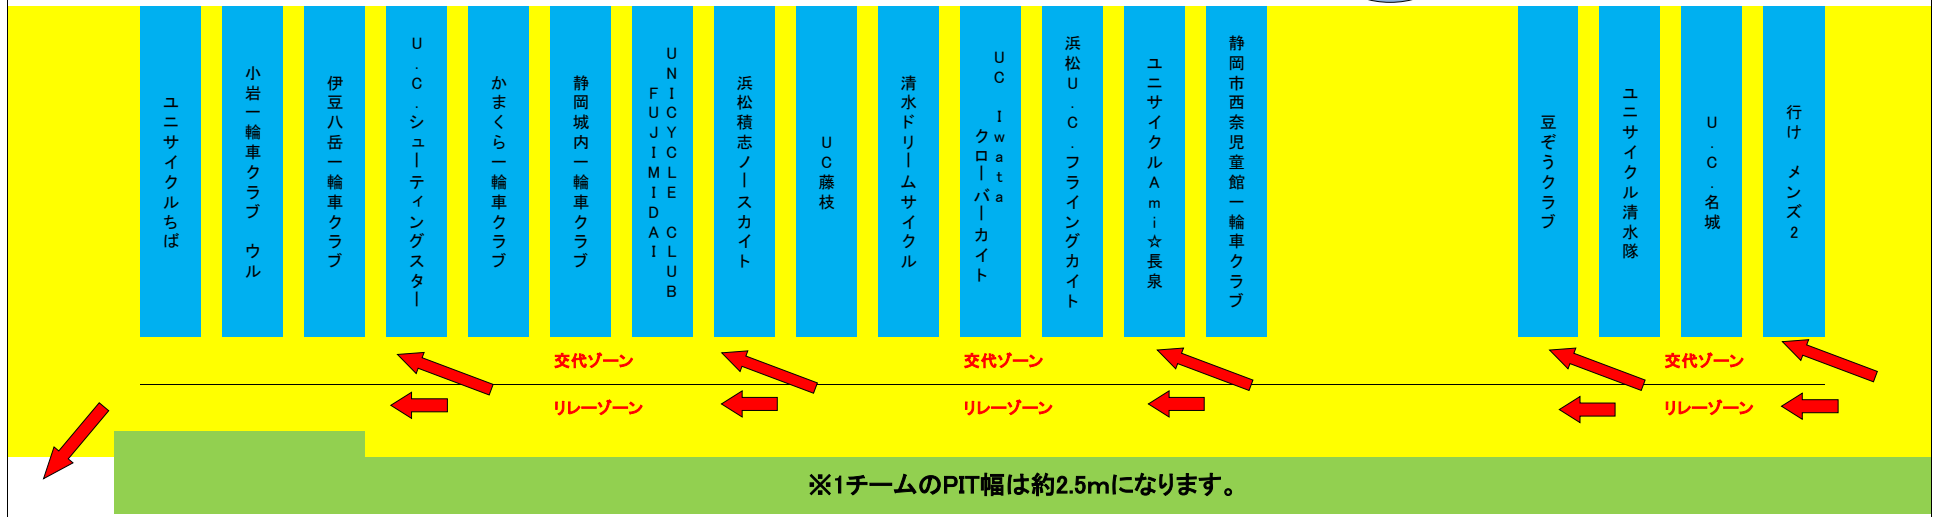 ユニサイクルちば
小岩一輪車クラブ　ウル
伊豆八岳一輪車クラブ
U.C.シューティングスター
かまくら一輪車クラブ
静岡城内一輪車クラブ
UNICYCLE CLUB
FUJIMIDAI
浜松積志ノースカイト
UC藤枝
清水ドリームサイクル
UC Iwata
クローバーカイト
浜松U.C.フライングカイト
ユニサイクルAmi☆長泉
静岡市西奈児童館一輪車クラブ
豆ぞうクラブ
ユニサイクル清水隊
U.C.名城
行け　メンズ2
交代ゾーン
交代ゾーン
交代ゾーン
リレーゾーン
リレーゾーン
リレーゾーン
※1チームのPIT幅は約2.5mになります。